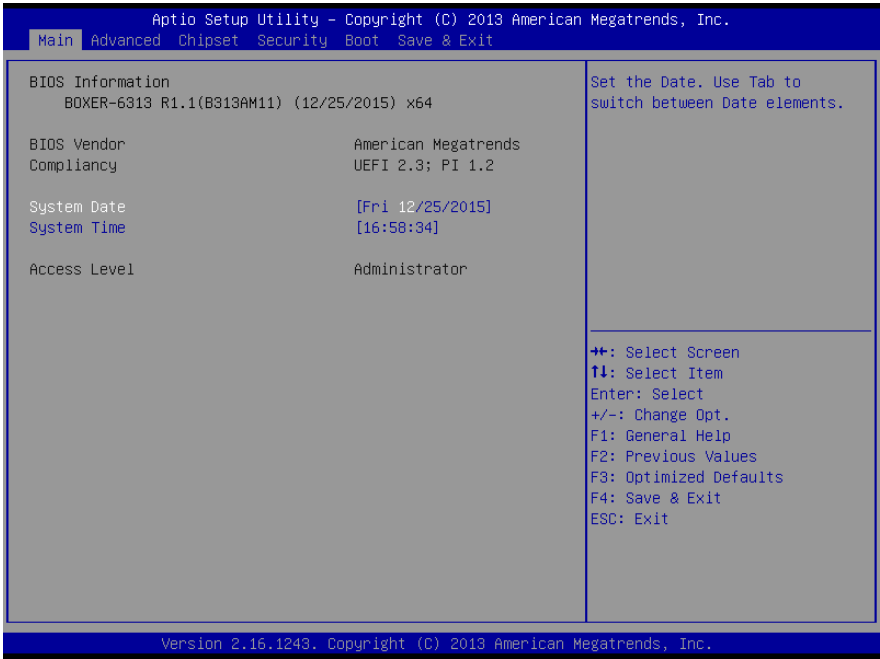 Aptio Setup Utility – Copyright (C) 2013 American Megatrends, Inc.
Main Advanced Chipset Security Boot Save & Exit
BIOS Information
BOXER-6313 R1.1(B313AM11) (12/25/2015) x64
BIOS Vendor American Megatrends
Compliancy UEFI 2.3; PI 1.2
System Date [Fri 12/25/2015]
System Time [16:58:34]
Access Level Administrator
Set the Date. Use Tab to
switch between Date elements.
→←: Select Screen
↑↓: Select Item
Enter: Select
+/-: Change Opt.
F1: General Help
F2: Previous Values
F3: Optimized Defaults
F4: Save & Exit
ESC: Exit
Version 2.16.1243. Copyright (C) 2013 American Megatrends, Inc.